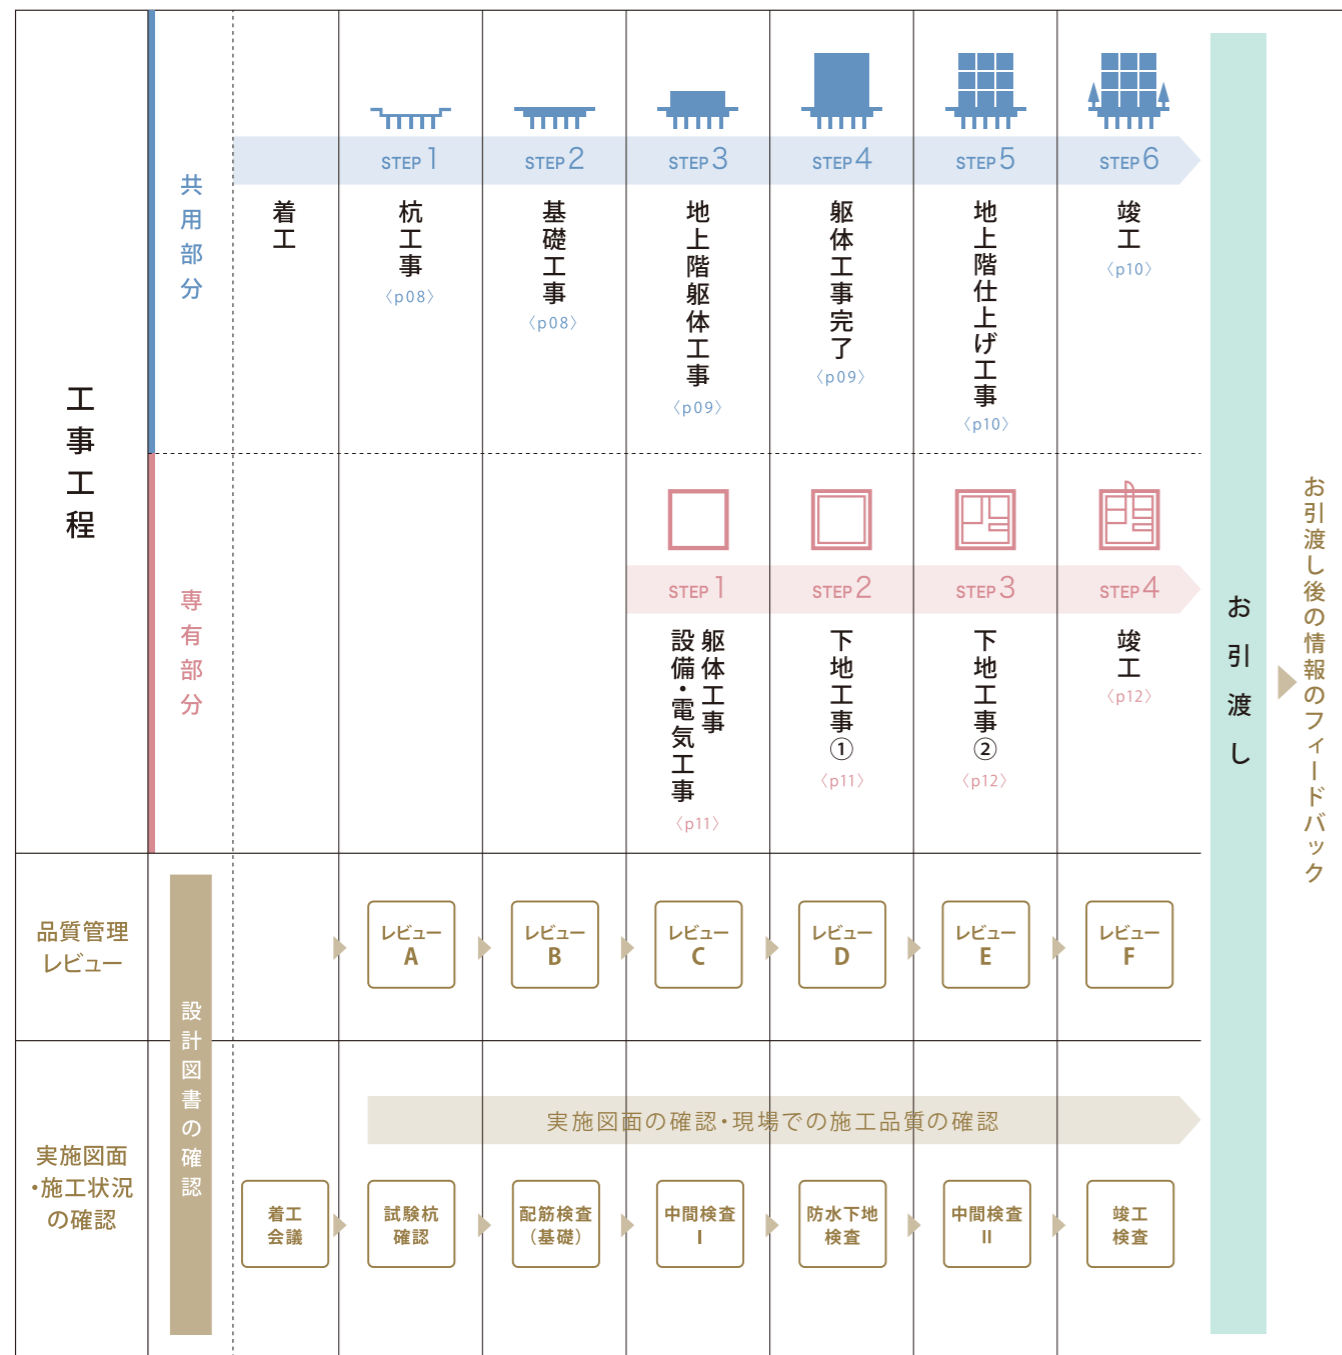 工事工程
共用部分
着工
STEP 1
杭工事
〈p08〉
STEP 2
基礎工事
〈p08〉
STEP 3
地上階躯体工事
〈p09〉
STEP 4
躯体工事完了
〈p09〉
STEP 5
地上階仕上げ工事
〈p10〉
STEP 6
竣工
〈p10〉
専有部分
STEP 1
躯体工事
設備・電気工事
〈p11〉
STEP 2
下地工事①
〈p11〉
STEP 3
下地工事②
〈p12〉
STEP 4
竣工
〈p12〉
品質管理
レビュー
設計図書の確認
レビュー
A
レビュー
B
レビュー
C
レビュー
D
レビュー
E
レビュー
F
実施図面
・施工状況
の確認
実施図面の確認・現場での施工品質の確認
着工
会議
試験杭
確認
配筋検査
（基礎）
中間検査
I
防水下地
検査
中間検査
II
竣工
検査
お引渡し
お引渡し後の情報のフィードバック